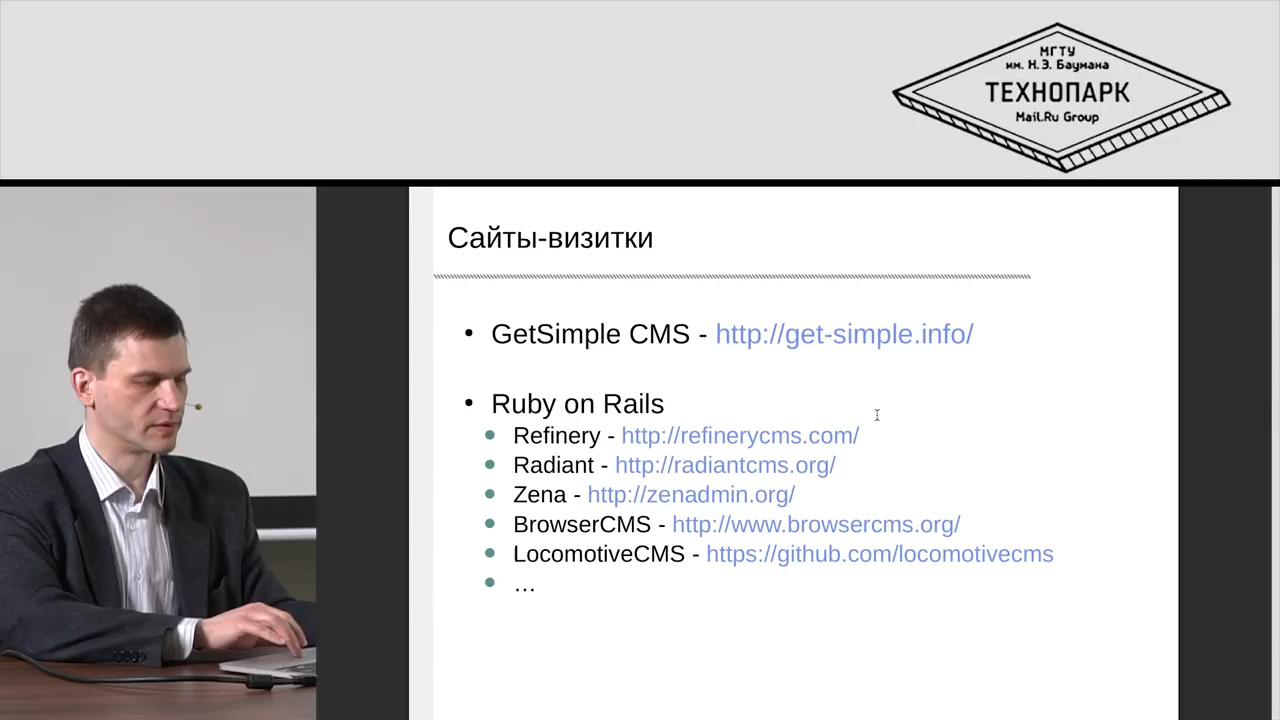 МГТУ
им. Н.Э. Баумана
ТЕХНОПАРК
Mail.Ru Group
Сайты-визитки
• GetSimple CMS - http://get-simple.info/
• Ruby on Rails
• Refinery - http://refinerycms.com/
• Radiant - http://radiantcms.org/
• Zena - http://zenadmin.org/
• BrowserCMS - http://www.browsercms.org/
• LocomotiveCMS - https://github.com/locomotivecms
• …